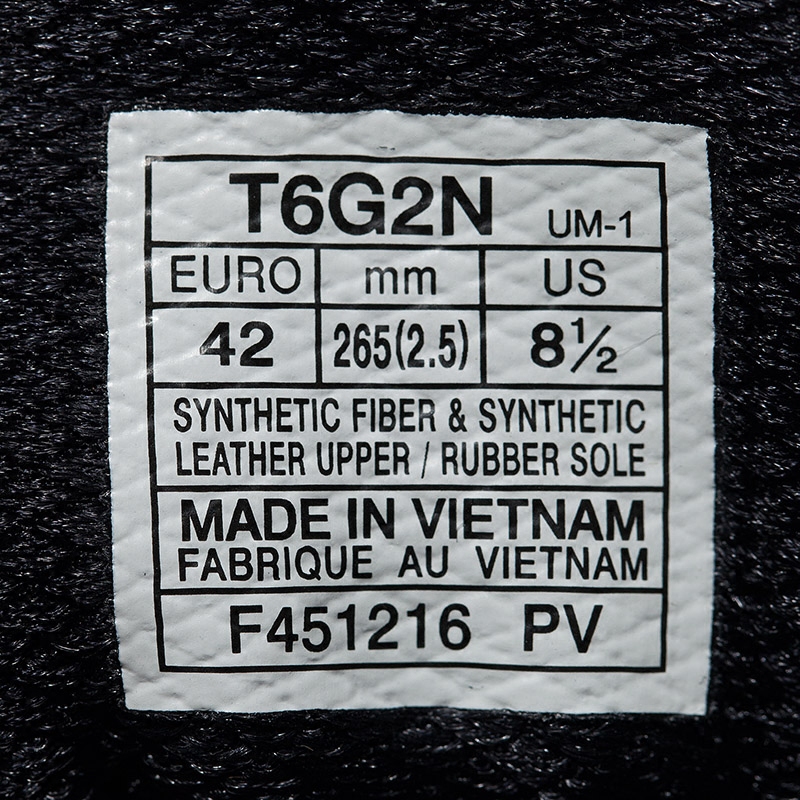 T6G2N UM-1
EURO mm US
42 265(2.5) 8½
SYNTHETIC FIBER & SYNTHETIC
LEATHER UPPER / RUBBER SOLE
MADE IN VIETNAM
FABRIQUE AU VIETNAM
F451216 PV